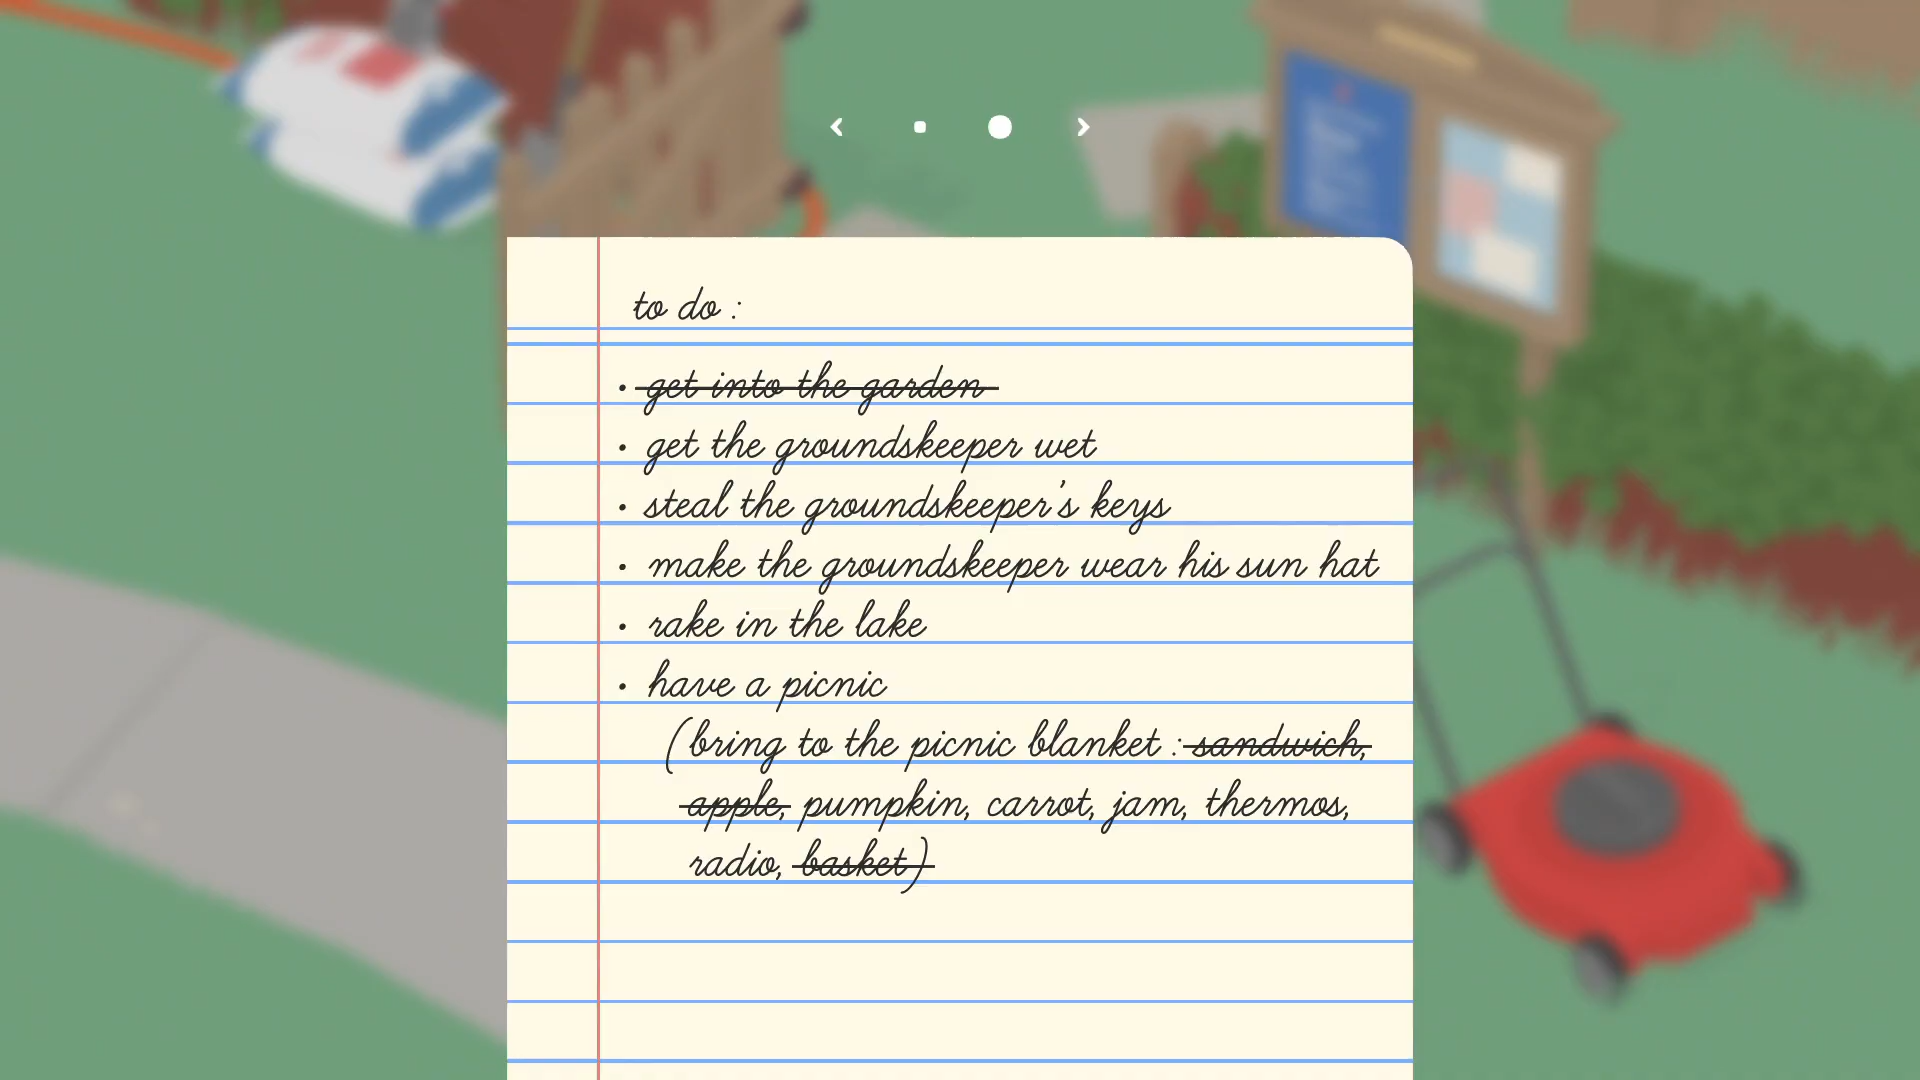 to do :
• get into the garden
• get the groundskeeper wet
• steal the groundskeeper's keys
• make the groundskeeper wear his sun hat
• rake in the lake
• have a picnic
(bring to the picnic blanket : sandwich,
apple, pumpkin, carrot, jam, thermos,
radio, basket)